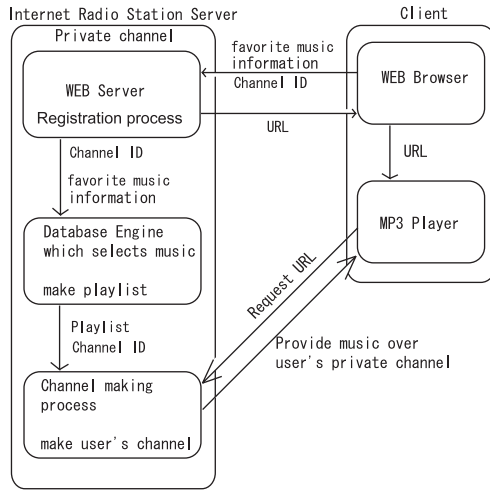 Internet Radio Station Server
Private channel
WEB Server
Registration process
Channel ID
favorite music
information
Database Engine
which selects music
make playlist
Playlist
Channel ID
Channel making
process
make user's channel
favorite music
information
Channel ID
URL
Client
WEB Browser
URL
MP3 Player
Request URL
Provide music over
user's private channel